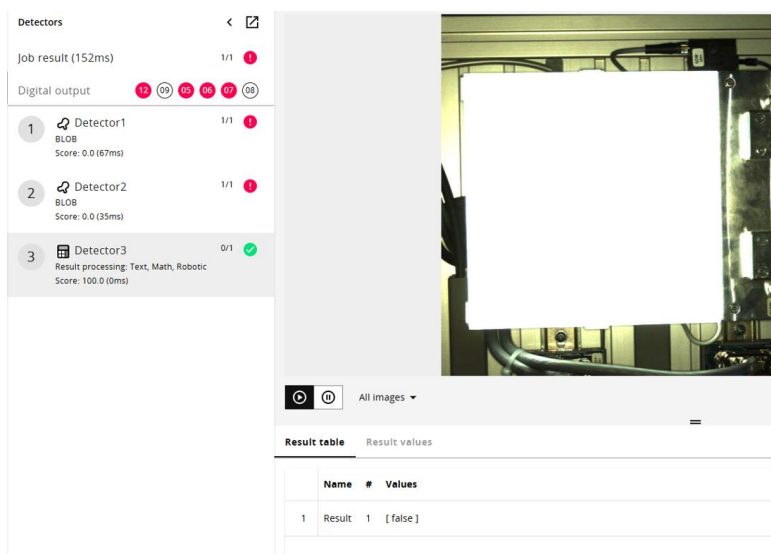 Detectors
Job result (152ms) 1/1
Digital output 12 09 05 06 07 08
1 Detector1 1/1
BLOB
Score: 0.0 (67ms)
2 Detector2 1/1
BLOB
Score: 0.0 (35ms)
3 Detector3 0/1
Result processing: Text, Math, Robotic
Score: 100.0 (0ms)
All images
Result table Result values
Name # Values
1 Result 1 [ false ]